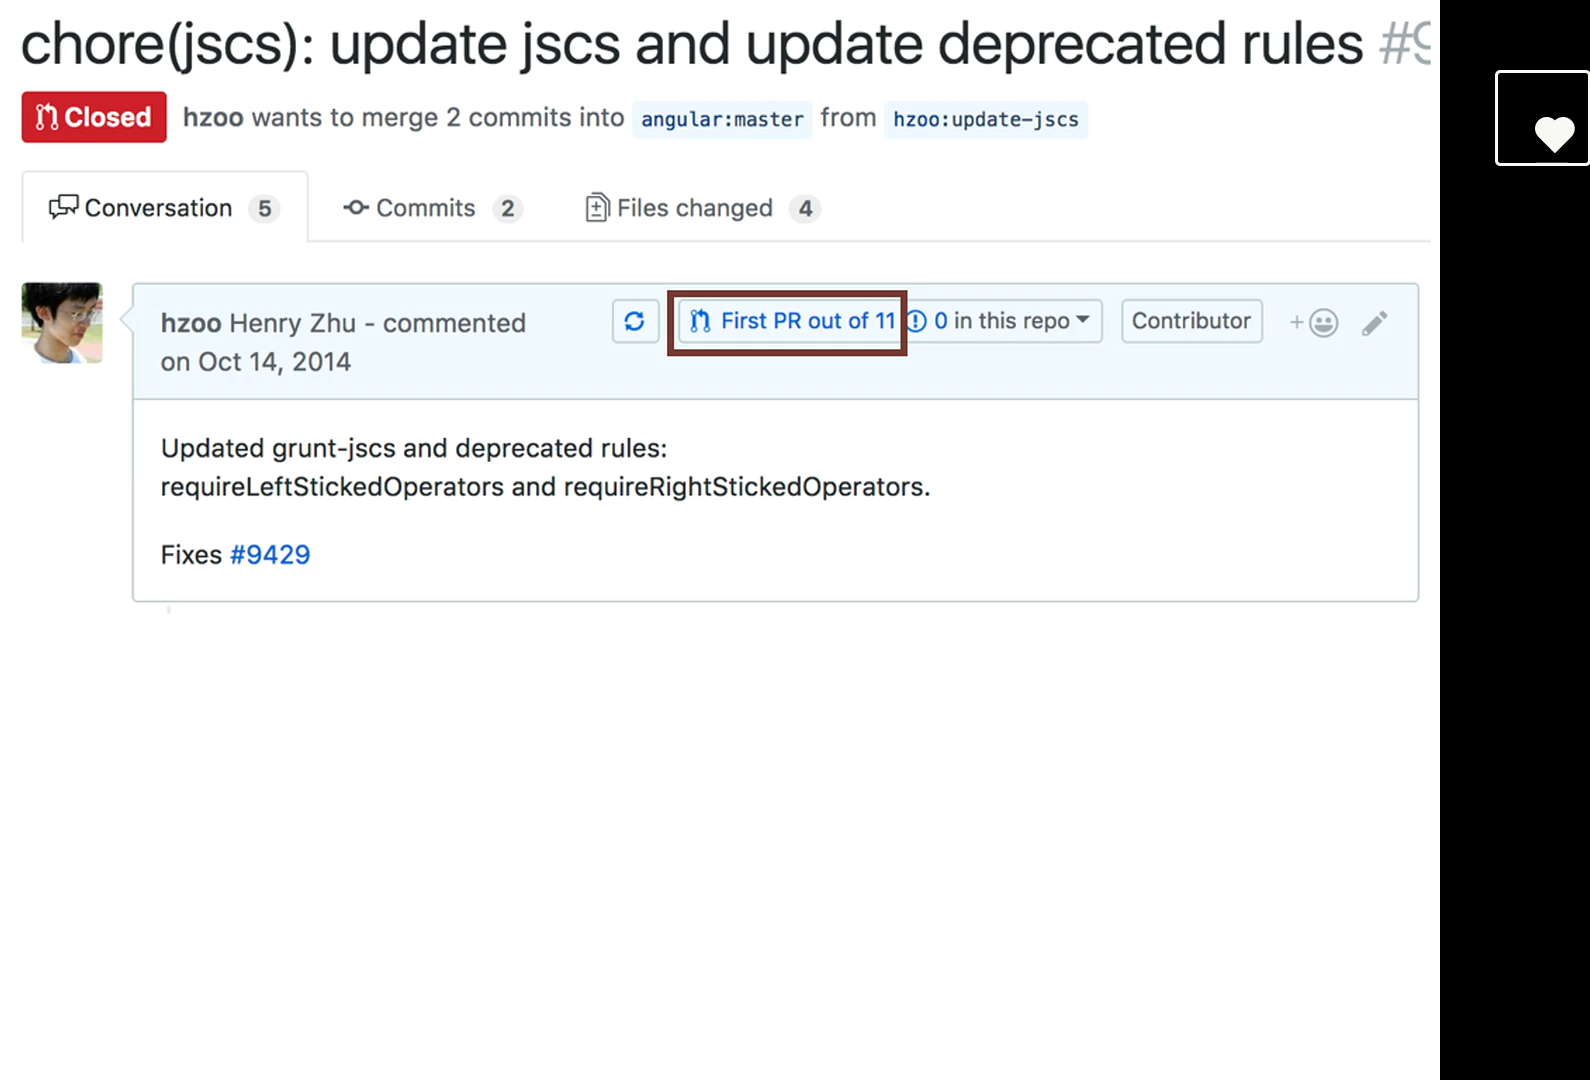 chore(jscs): update jscs and update deprecated rules #9
Closed hzoo wants to merge 2 commits into angular:master from hzoo:update-jscs
Conversation 5 Commits 2 Files changed 4
hzoo Henry Zhu - commented First PR out of 11 0 in this repo Contributor
on Oct 14, 2014
Updated grunt-jscs and deprecated rules:
requireLeftStickedOperators and requireRightStickedOperators.
Fixes #9429